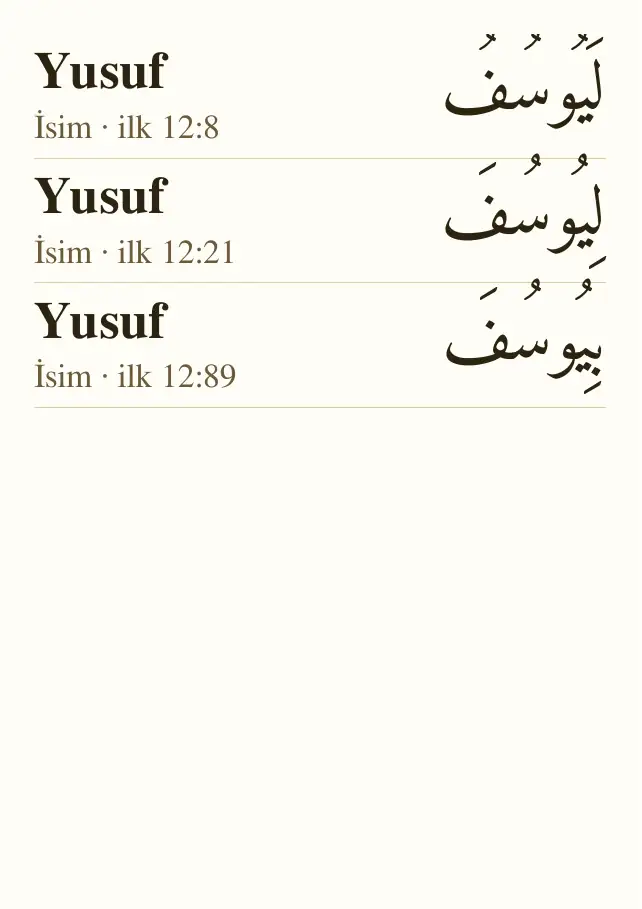 Yusuf
لَيُوسُفُ
İsim · ilk 12:8
Yusuf
لِيُوسُفَ
İsim · ilk 12:21
Yusuf
بِيُوسُفَ
İsim · ilk 12:89